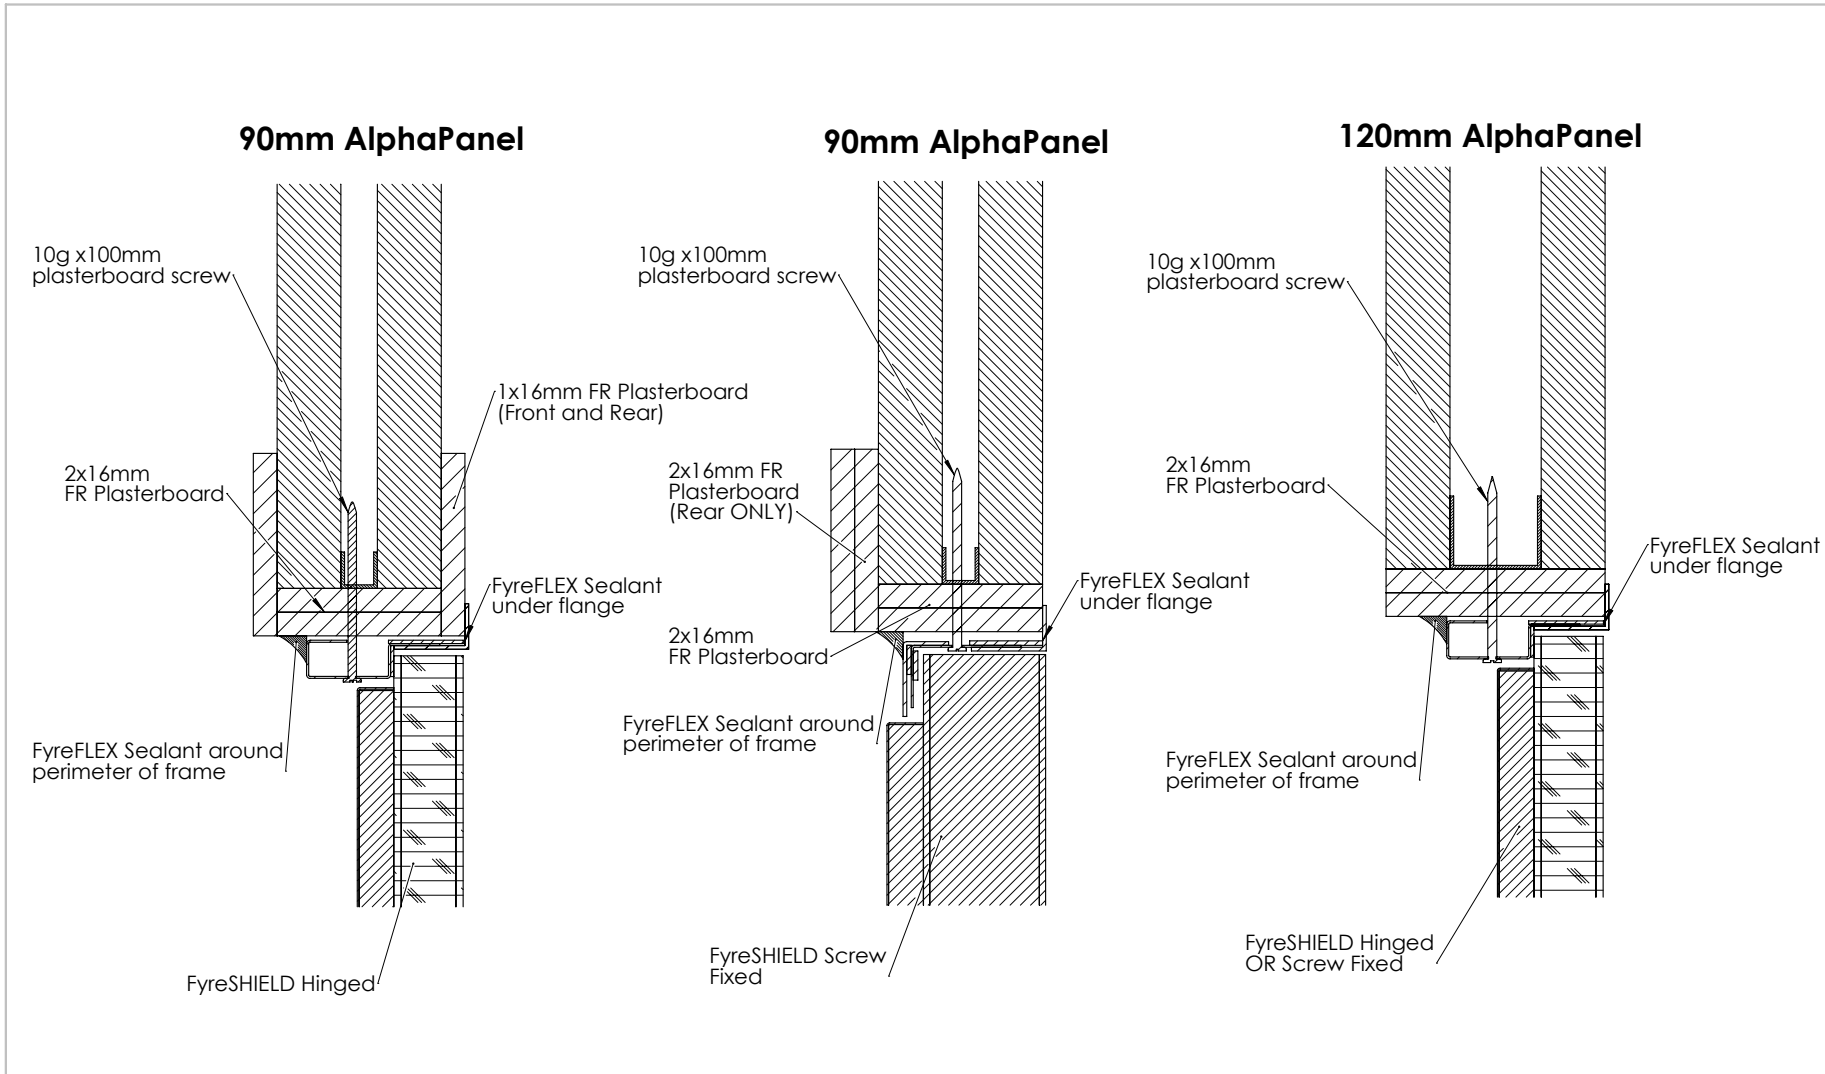 90mm AlphaPanel
10g x100mm
plasterboard screw
1x16mm FR Plasterboard
(Front and Rear)
2x16mm
FR Plasterboard
FyreFLEX Sealant
under flange
FyreFLEX Sealant around
perimeter of frame
FyreSHIELD Hinged
90mm AlphaPanel
10g x100mm
plasterboard screw
2x16mm FR
Plasterboard
(Rear ONLY)
FyreFLEX Sealant
under flange
2x16mm
FR Plasterboard
FyreFLEX Sealant around
perimeter of frame
FyreSHIELD Screw
Fixed
120mm AlphaPanel
10g x100mm
plasterboard screw
2x16mm
FR Plasterboard
FyreFLEX Sealant
under flange
FyreFLEX Sealant around
perimeter of frame
FyreSHIELD Hinged
OR Screw Fixed